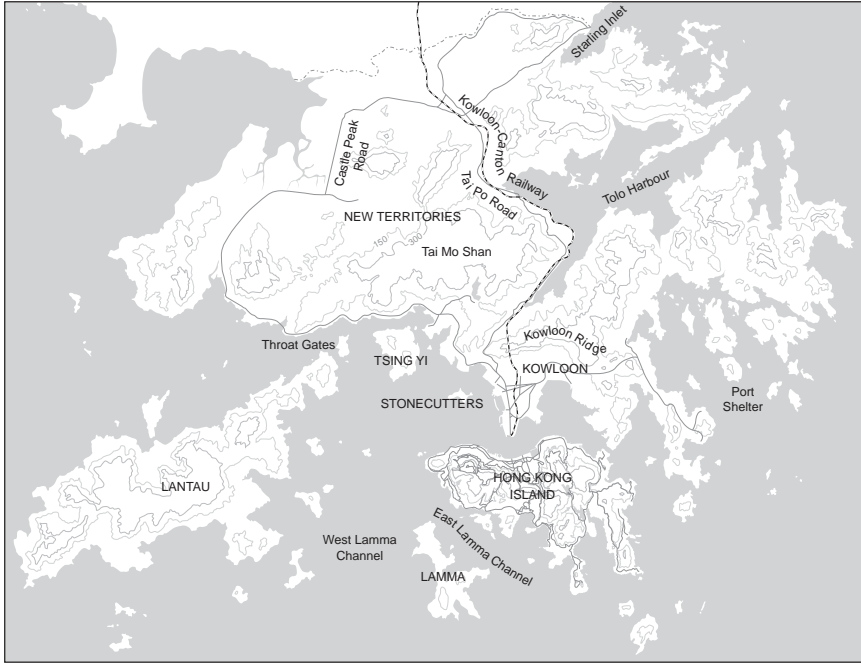 Starling Inlet
Kowloon-Canton
Railway
Castle Peak
Road
Tai Po Road
Tolo Harbour
NEW TERRITORIES
150
300
Tai Mo Shan
Throat Gates
Kowloon Ridge
TSING YI
KOWLOON
STONECUTTERS
Port
Shelter
LANTAU
HONG KONG
ISLAND
West Lamma
Channel
East Lamma Channel
LAMMA